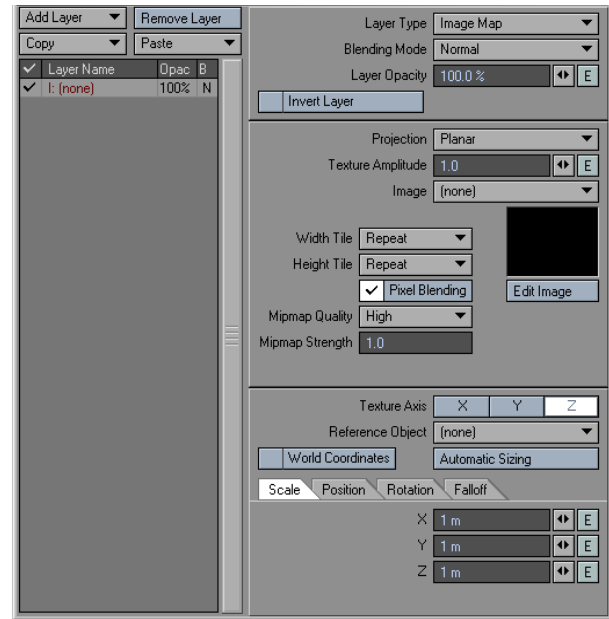 Add Layer
Remove Layer
Copy
Paste
Layer Name Opac B
I: (none) 100% N
Layer Type Image Map
Blending Mode Normal
Layer Opacity 100.0 % E
Invert Layer
Projection Planar
Texture Amplitude 1.0 E
Image (none)
Width Tile Repeat
Height Tile Repeat
Pixel Blending
Edit Image
Mipmap Quality High
Mipmap Strength 1.0
Texture Axis X Y Z
Reference Object (none)
World Coordinates
Automatic Sizing
Scale Position Rotation Falloff
X 1 m E
Y 1 m E
Z 1 m E